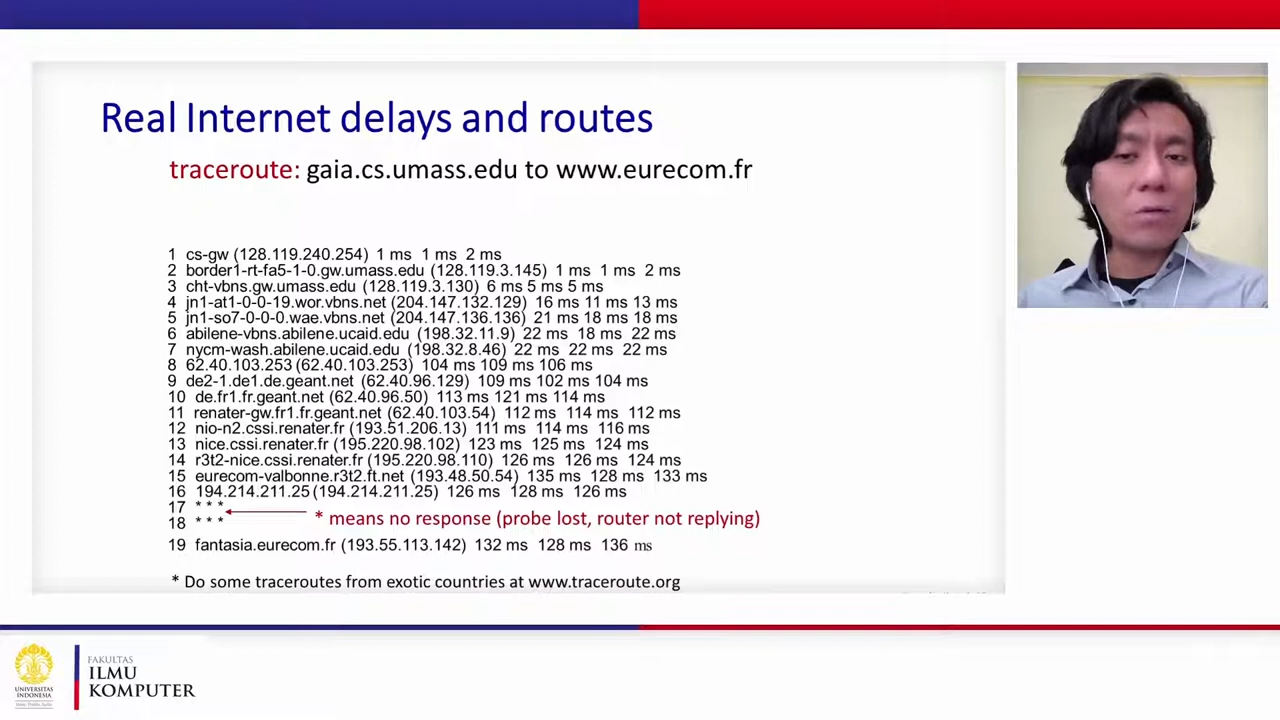 Real Internet delays and routes
traceroute: gaia.cs.umass.edu to www.eurecom.fr
1 cs-gw (128.119.240.254) 1 ms 1 ms 2 ms
2 border1-rt-fa5-1-0.gw.umass.edu (128.119.3.145) 1 ms 1 ms 2 ms
3 cht-vbns.gw.umass.edu (128.119.3.130) 6 ms 5 ms 5 ms
4 jn1-at1-0-0-19.wor.vbns.net (204.147.132.129) 16 ms 11 ms 13 ms
5 jn1-so7-0-0-0.wae.vbns.net (204.147.136.136) 21 ms 18 ms 18 ms
6 abilene-vbns.abilene.ucaid.edu (198.32.11.9) 22 ms 18 ms 22 ms
7 nycm-wash.abilene.ucaid.edu (198.32.8.46) 22 ms 22 ms 22 ms
8 62.40.103.253 (62.40.103.253) 104 ms 109 ms 106 ms
9 de2-1.de1.de.geant.net (62.40.96.129) 109 ms 102 ms 104 ms
10 de.fr1.fr.geant.net (62.40.96.50) 113 ms 121 ms 114 ms
11 renater-gw.fr1.fr.geant.net (62.40.103.54) 112 ms 114 ms 112 ms
12 nio-n2.cssi.renater.fr (193.51.206.13) 111 ms 114 ms 116 ms
13 nice.cssi.renater.fr (195.220.98.102) 123 ms 125 ms 124 ms
14 r3t2-nice.cssi.renater.fr (195.220.98.110) 126 ms 126 ms 124 ms
15 eurecom-valbonne.r3t2.ft.net (193.48.50.54) 135 ms 128 ms 133 ms
16 194.214.211.25 (194.214.211.25) 126 ms 128 ms 126 ms
17 * * *
* means no response (probe lost, router not replying)
18 * * *
19 fantasia.eurecom.fr (193.55.113.142) 132 ms 128 ms 136 ms
* Do some traceroutes from exotic countries at www.traceroute.org
FAKULTAS
ILMU
KOMPUTER
UNIVERSITAS
INDONESIA